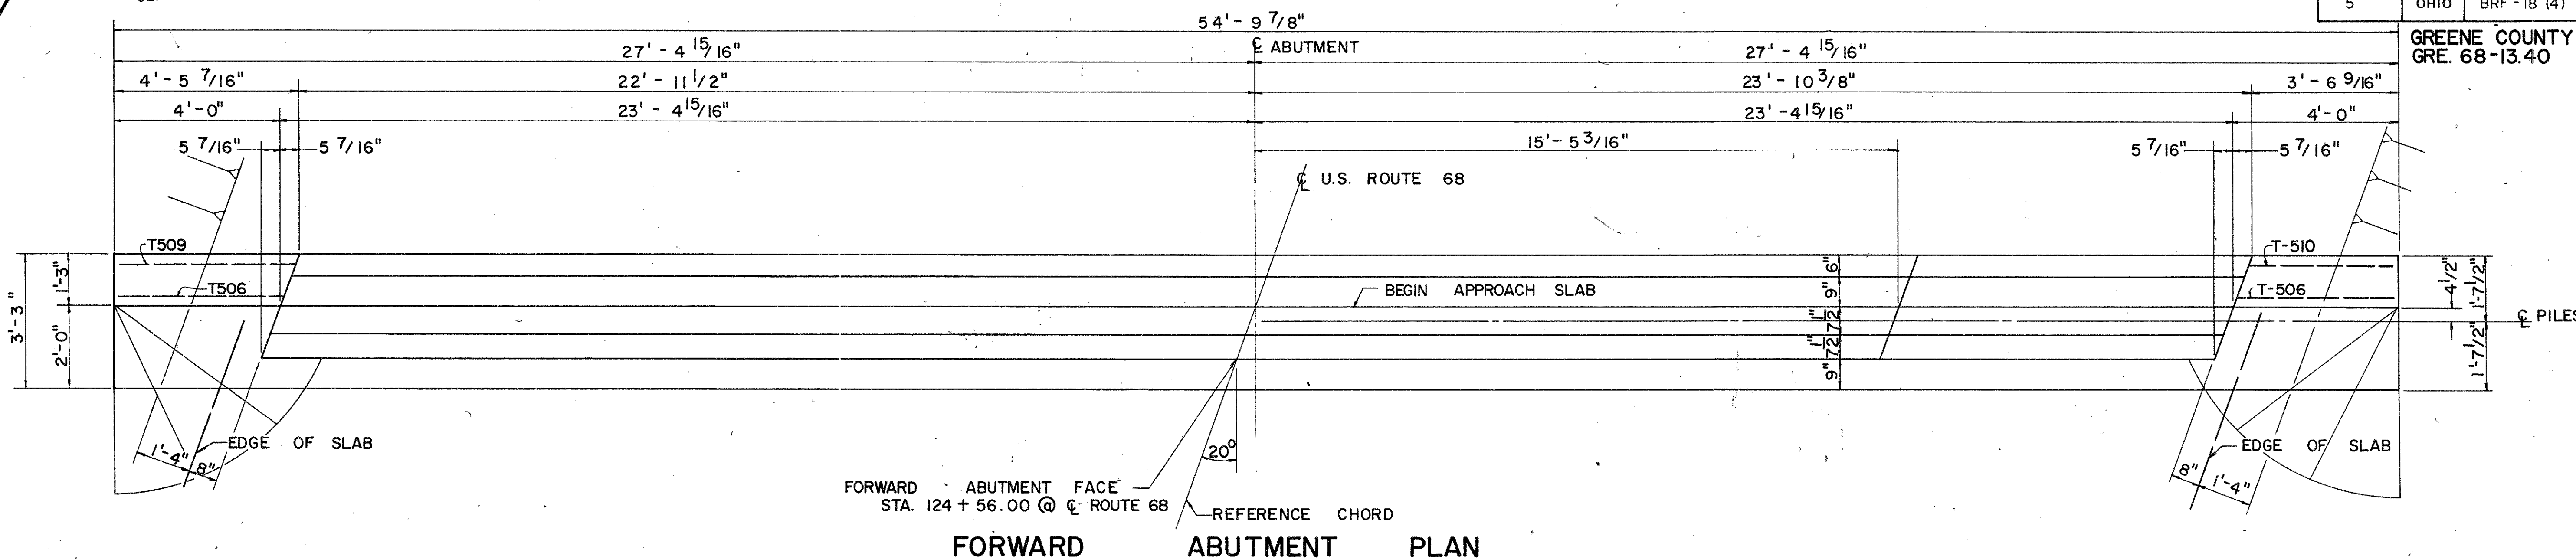 5 OHIO BRF-18 (4)
GREENE COUNTY
GRE. 68-13.40
54'- 9 7/8"
27' - 4 15/16" ℄ ABUTMENT 27' - 4 15/16"
4' - 5 7/16" 22' - 11 1/2" 23' - 10 3/8" 3' - 6 9/16"
4'-0" 23' - 4 15/16" 23'-4 15/16" 4'-0"
5 7/16" 5 7/16" 15'- 5 3/16" 5 7/16" 5 7/16"
℄ U.S. ROUTE 68
T509 T-510
T506 T-506
3'-3" 1'-3" 2'-0"
BEGIN APPROACH SLAB
6" 9" 7 1/2" 7 1/2" 9"
4 1/2" 1'-7 1/2" 1'-7 1/2"
℄ PILES
EDGE OF SLAB EDGE OF SLAB
1'-4" 8" 20° 8" 1'-4"
FORWARD ABUTMENT FACE
STA. 124 + 56.00 @ ℄ ROUTE 68
REFERENCE CHORD
FORWARD ABUTMENT PLAN